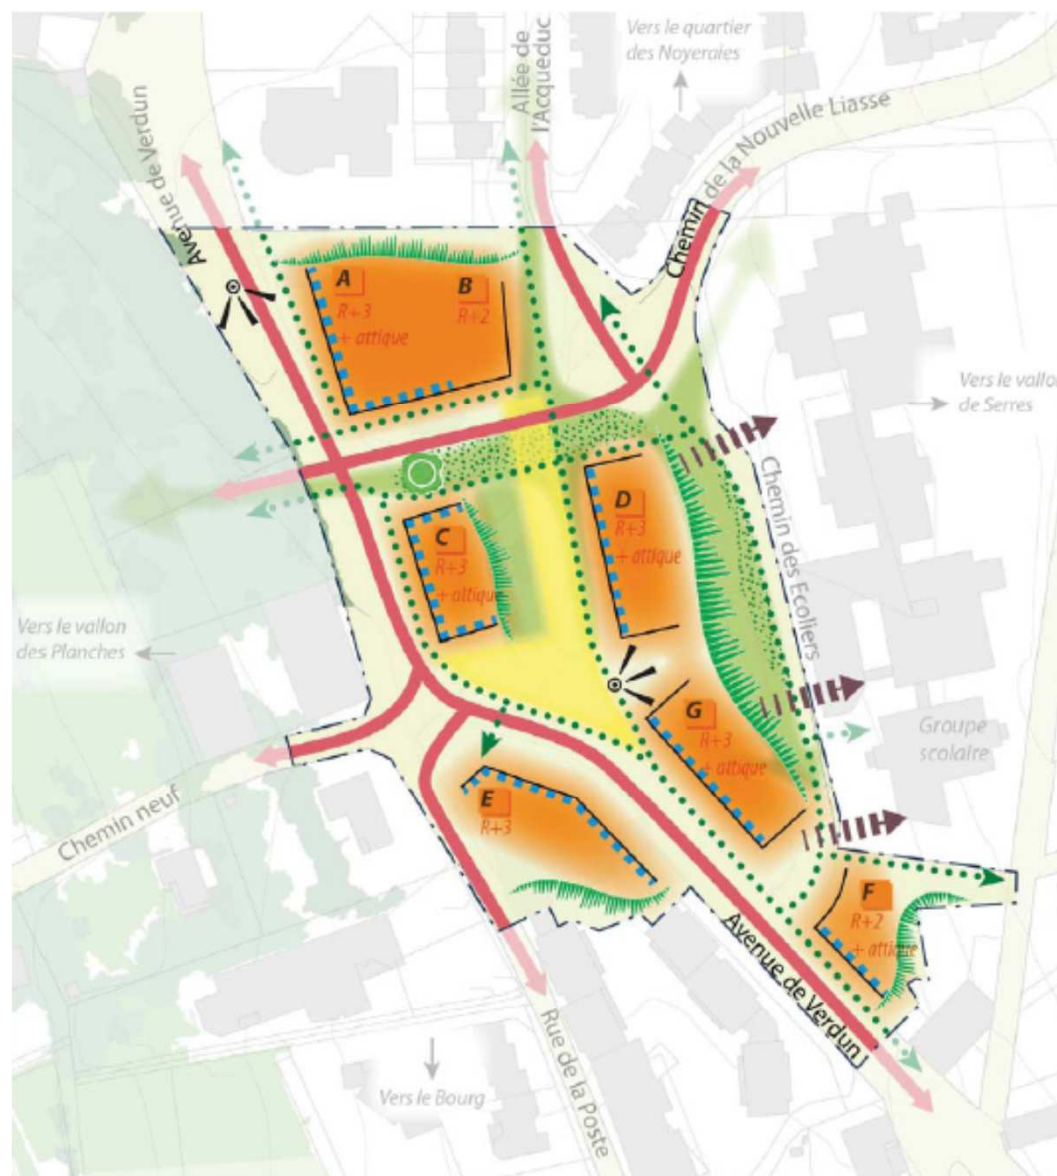 Vers le quartier
des Noyeraies
Allée de
l'Acqueduc
Avenue de Verdun
Chemin de la Nouvelle Liasse
A
R+3
+ attique
B
R+2
Vers le vallon
de Serres
C
R+3
+ attique
D
R+3
+ attique
Chemin des Ecoliers
Vers le vallon
des Planches
G
R+3
+ attique
Groupe
scolaire
E
R+3
Chemin neuf
F
R+2
+ attique
Avenue de Verdun
Rue de la Poste
Vers le Bourg